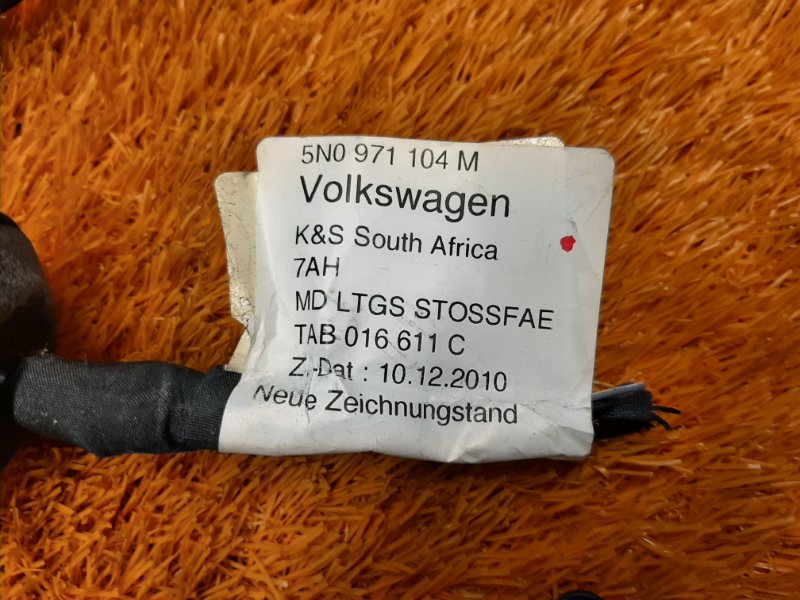 5N0 971 104 M
Volkswagen
K&S South Africa
7AH
MD LTGS STOSSFAE
TAB 016 611 C
Z.-Dat : 10.12.2010
Neue Zeichnungstand